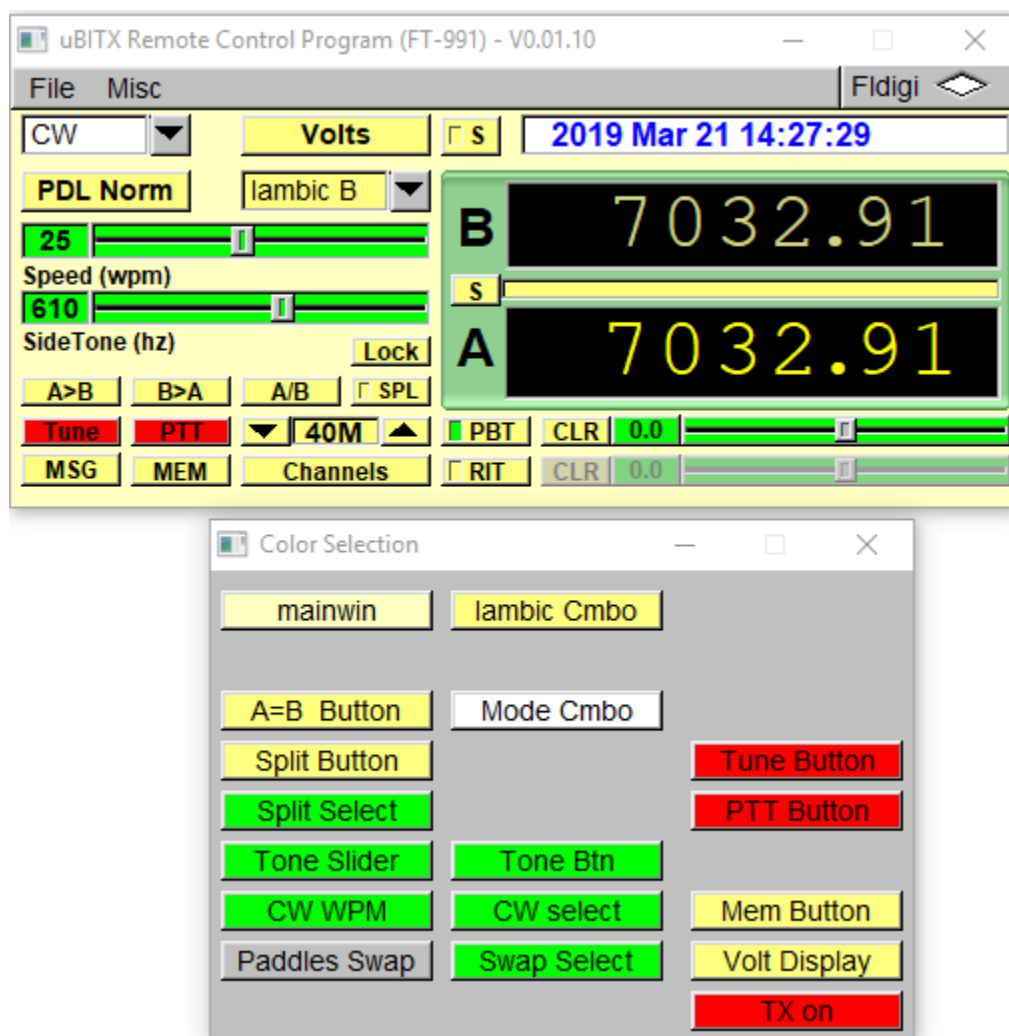 uBITX Remote Control Program (FT-991) - V0.01.10
File Misc Fldigi
CW Volts S 2019 Mar 21 14:27:29
PDL Norm Iambic B
B 7032.91
25
Speed (wpm)
S
610
SideTone (hz)
Lock
A 7032.91
A>B B>A A/B SPL
Tune PTT 40M PBT CLR 0.0
MSG MEM Channels RIT CLR 0.0
Color Selection
mainwin Iambic Cmbo
A=B Button Mode Cmbo
Split Button Tune Button
Split Select PTT Button
Tone Slider Tone Btn
CW WPM CW select Mem Button
Paddles Swap Swap Select Volt Display
TX on